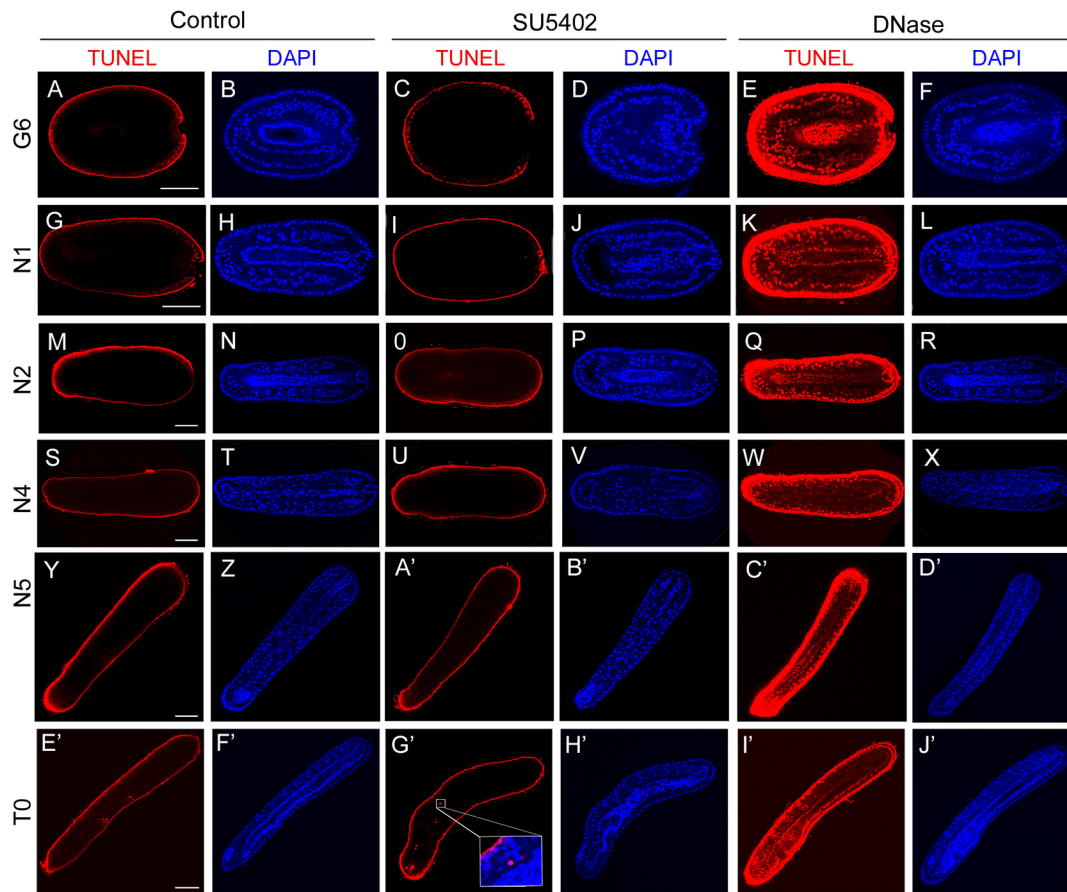 Control SU5402 DNase
TUNEL DAPI TUNEL DAPI TUNEL DAPI
G6 A B C D E F
N1 G H I J K L
N2 M N 0 P Q R
N4 S T U V W X
N5 Y Z A’ B’ C’ D’
T0 E’ F’ G’ H’ I’ J’